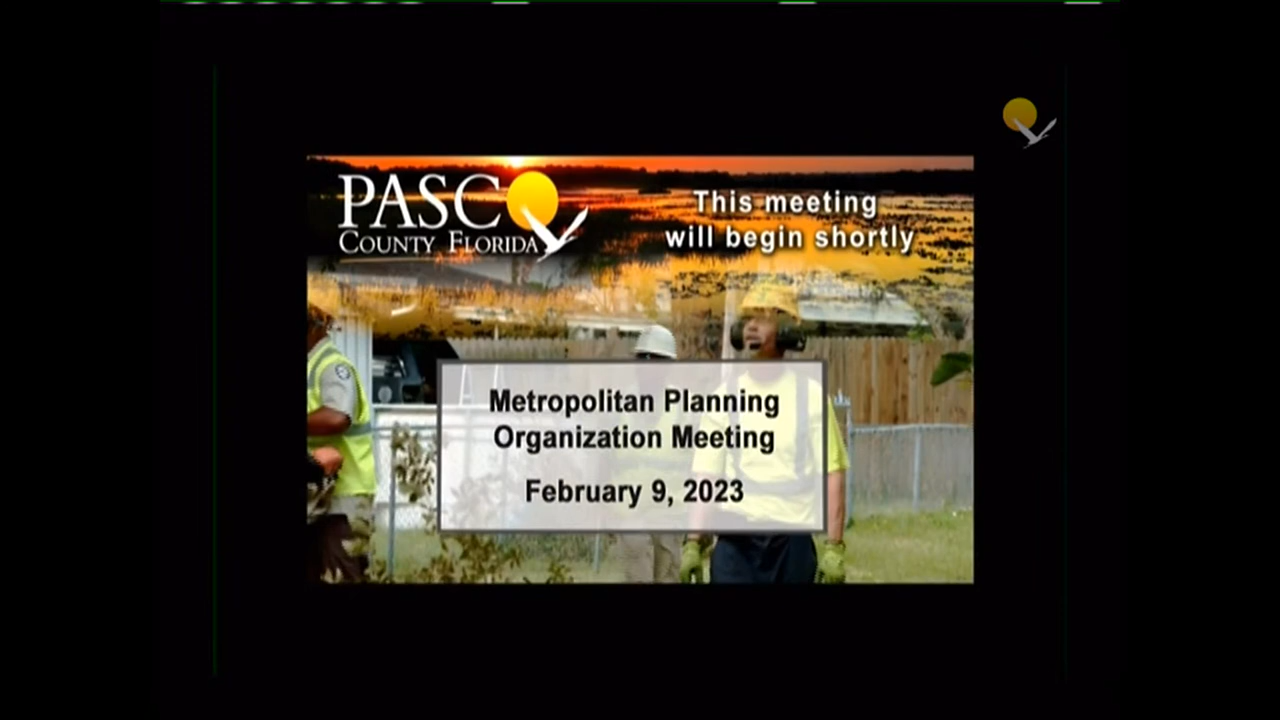 PASCO
COUNTY FLORIDA
This meeting
will begin shortly
Metropolitan Planning
Organization Meeting
February 9, 2023